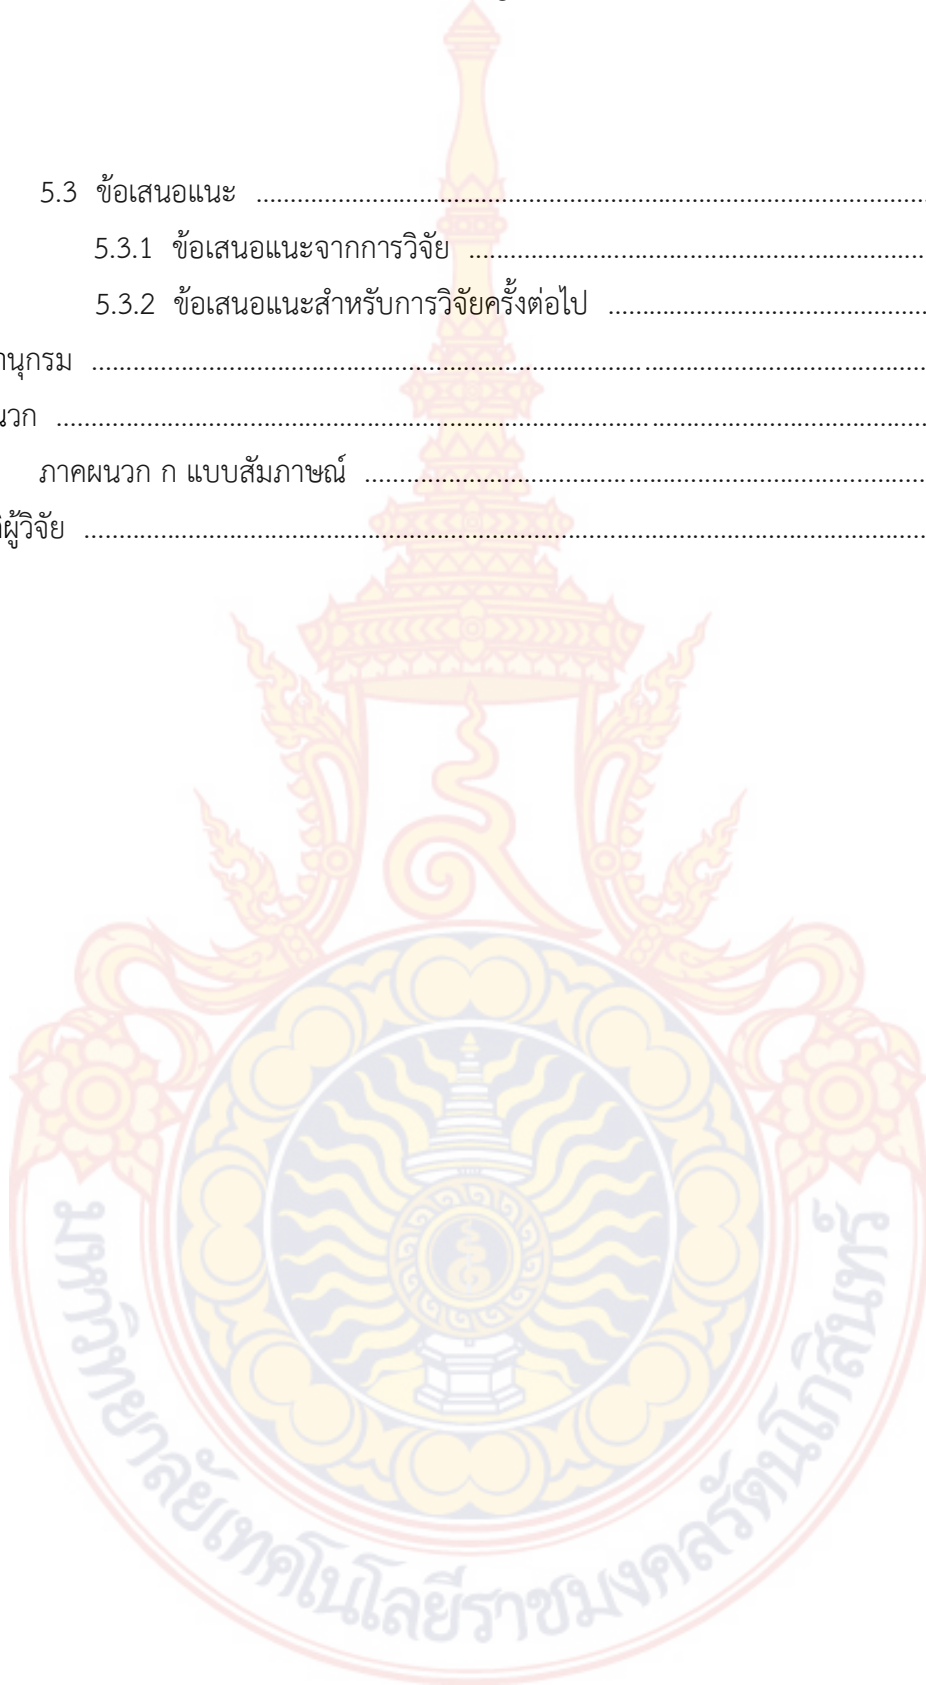 5.3 ข้อเสนอแนะ ........................................................................
5.3.1 ข้อเสนอแนะจากการวิจัย ........................................................................
5.3.2 ข้อเสนอแนะสำหรับการวิจัยครั้งต่อไป ........................................................................
านุกรม ........................................................................
นวก ........................................................................
ภาคผนวก ก แบบสัมภาษณ์ ........................................................................
ิผู้วิจัย ........................................................................
มหาวิทยาลัยเทคโนโลยีราชมงคลรัตนโกสินทร์